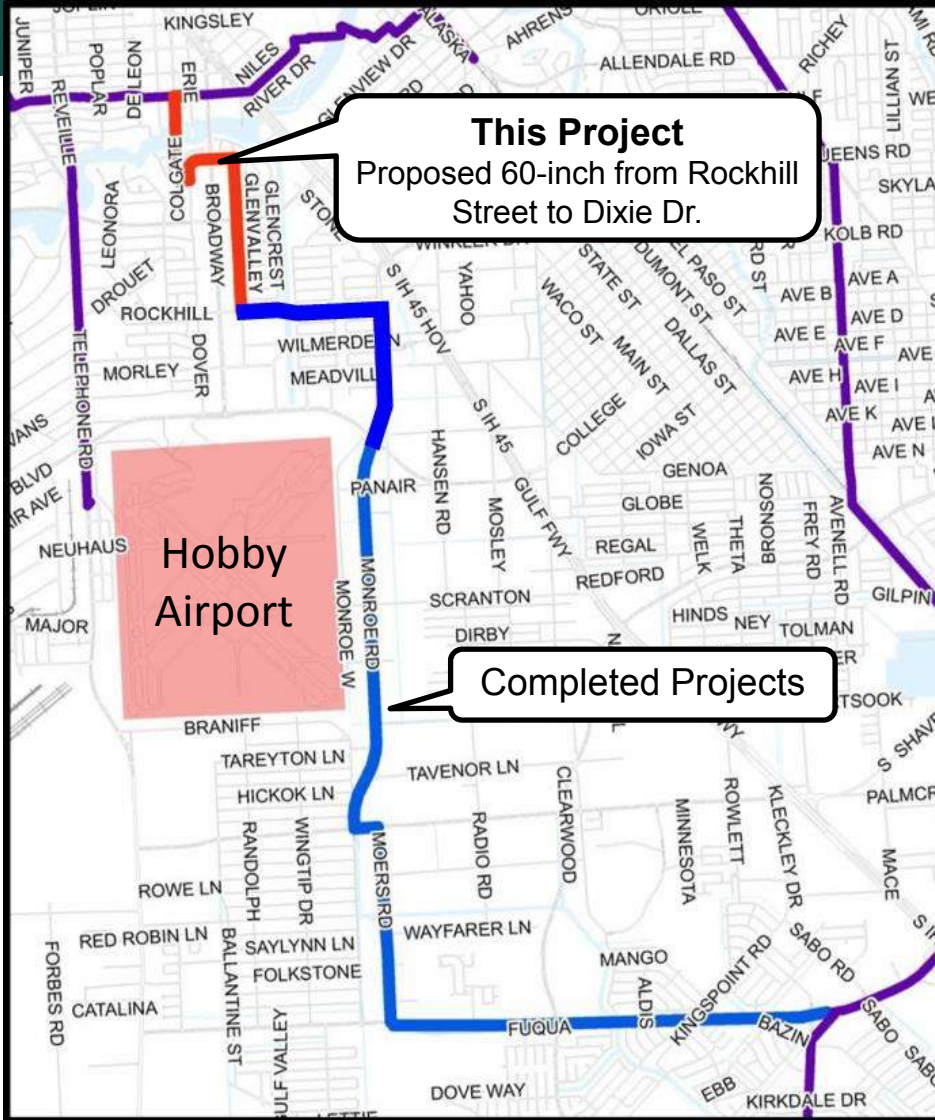 KINGSLEY
JUNIPER
POPLAR
DE LEON
ERIE
NILES
RIVER DR
GLENVIEW DR
ALASKA
AHRENS
ALLENDALE RD
RICHEY
LILLIAN ST
REVEILLE
COLGATE
BROADWAY
GLENVALLEY
GLENCREST
LEONORA
DROUET
ROCKHILL
This Project
Proposed 60-inch from Rockhill
Street to Dixie Dr.
QUEENS RD
KOLB RD
S IH 45 HOV
YAHOO
STATE ST
DUMONT ST
EL PASO ST
WACO ST
MAIN ST
DALLAS ST
AVE A
AVE B
AVE D
AVE E
AVE F
AVE H
AVE I
AVE K
AVE N
TELEPHONE RD
MORLEY
DOVER
MEADVILL
COLLEGE
IOWA ST
S IH 45
GULF FWY
PANAIR
HANSEN RD
MOSLEY
GENOA
GLOBE
REGAL
REDFORD
WELK
THETA
BRONSON
FREY RD
AVENELL RD
GILPIN
NEUHAUS
MAJOR
Hobby
Airport
MONROE W
MONROE RD
SCRANTON
DIRBY
HINDS
NEY
TOLMAN
Completed Projects
BRANIFF
TAREYTON LN
HICKOK LN
TAVENOR LN
CLEARWOOD
RANDOLPH
WINGTIP DR
MOERS RD
RADIO RD
MINNESOTA
ROWLETT
KLECKLEY DR
MACE
ROWE LN
RED ROBIN LN
SAYLYNN LN
FOLKSTONE
WAYFARER LN
MANGO
ALDIS
KINGSPOINT RD
SABO RD
FORBES RD
CATALINA
BALLANTINE ST
FUQUA
BAZIN
SABO
SABO
DOVE WAY
EBB
KIRKDALE DR